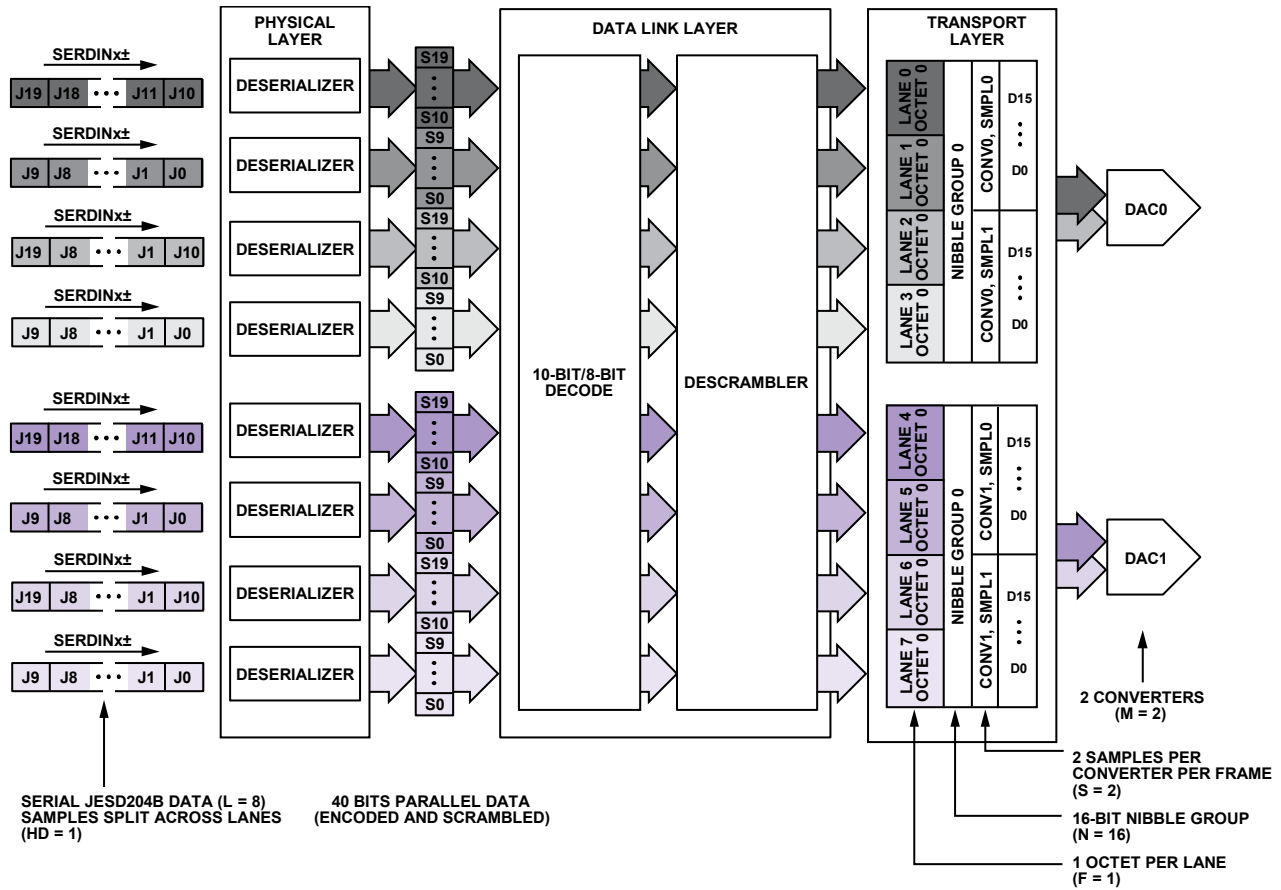 PHYSICAL
LAYER
DATA LINK LAYER
TRANSPORT
LAYER
SERDINx±
J19 J18 ••• J11 J10
SERDINx±
J9 J8 ••• J1 J0
SERDINx±
J19 J8 ••• J1 J10
SERDINx±
J9 J8 ••• J1 J0
SERDINx±
J19 J18 ••• J11 J10
SERDINx±
J9 J8 ••• J1 J0
SERDINx±
J19 J8 ••• J1 J10
SERDINx±
J9 J8 ••• J1 J0
DESERIALIZER
DESERIALIZER
DESERIALIZER
DESERIALIZER
DESERIALIZER
DESERIALIZER
DESERIALIZER
DESERIALIZER
S19
S10
S9
S0
S19
S10
S9
S0
S19
S10
S9
S0
S19
S10
S9
S0
10-BIT/8-BIT
DECODE
DESCRAMBLER
LANE 0
OCTET 0
LANE 1
OCTET 0
LANE 2
OCTET 0
LANE 3
OCTET 0
NIBBLE GROUP 0
CONV0, SMPL0
CONV0, SMPL1
D15
D0
D15
D0
LANE 4
OCTET 0
LANE 5
OCTET 0
LANE 6
OCTET 0
LANE 7
OCTET 0
NIBBLE GROUP 0
CONV1, SMPL0
CONV1, SMPL1
D15
D0
D15
D0
DAC0
DAC1
2 CONVERTERS
(M = 2)
2 SAMPLES PER
CONVERTER PER FRAME
(S = 2)
16-BIT NIBBLE GROUP
(N = 16)
1 OCTET PER LANE
(F = 1)
SERIAL JESD204B DATA (L = 8)
SAMPLES SPLIT ACROSS LANES
(HD = 1)
40 BITS PARALLEL DATA
(ENCODED AND SCRAMBLED)